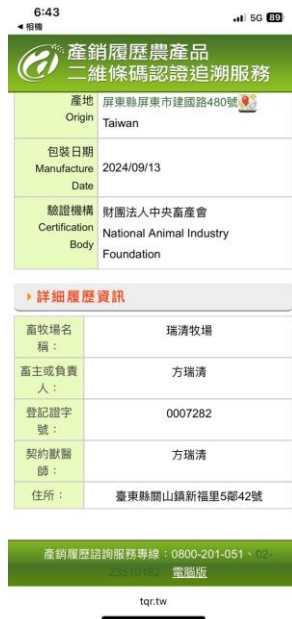 6:43
5G 89
◀ 相機
產銷履歷農產品
二維條碼認證追溯服務
產地 屏東縣屏東市建國路480號
Origin Taiwan
包裝日期
Manufacture 2024/09/13
Date
驗證機構 財團法人中央畜產會
Certification National Animal Industry
Body Foundation
詳細履歷資訊
畜牧場名稱： 瑞清牧場
畜主或負責人： 方瑞清
登記證字號： 0007282
契約獸醫師： 方瑞清
住所： 臺東縣關山鎮新福里5鄰42號
產銷履歷諮詢服務專線：0800-201-051、02-
23510182 電腦版
tqr.tw